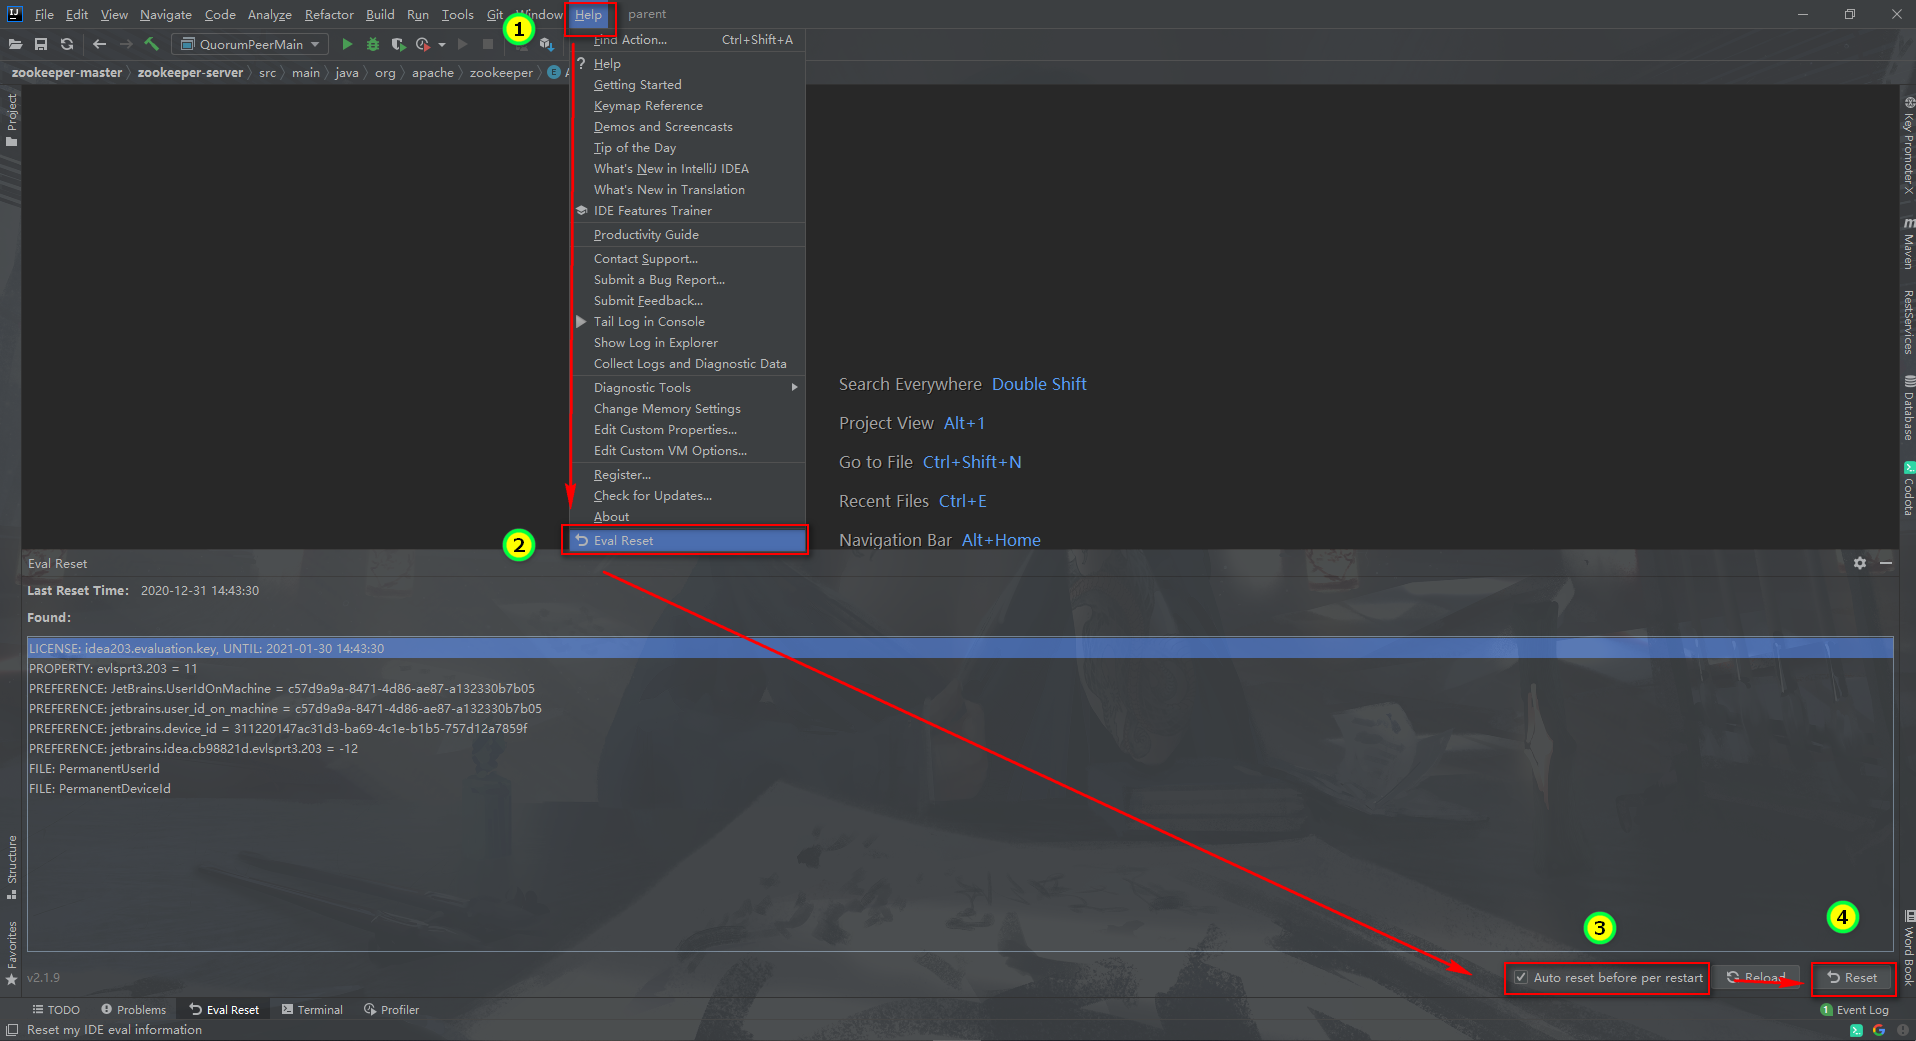 File Edit View Navigate Code Analyze Refactor Build Run Tools Git Window Help parent
1
QuorumPeerMain
zookeeper-master zookeeper-server src main java org apache zookeeper
Find Action... Ctrl+Shift+A
Help
Getting Started
Keymap Reference
Demos and Screencasts
Tip of the Day
What's New in IntelliJ IDEA
What's New in Translation
IDE Features Trainer
Productivity Guide
Contact Support...
Submit a Bug Report...
Submit Feedback...
Tail Log in Console
Show Log in Explorer
Collect Logs and Diagnostic Data
Diagnostic Tools
Change Memory Settings
Edit Custom Properties...
Edit Custom VM Options...
Register...
Check for Updates...
About
2
Eval Reset
Search Everywhere Double Shift
Project View Alt+1
Go to File Ctrl+Shift+N
Recent Files Ctrl+E
Navigation Bar Alt+Home
Project
Structure
Favorites
Key Promoter X
Maven
RestServices
Database
Codota
Word Book
Eval Reset
Last Reset Time: 2020-12-31 14:43:30
Found:
LICENSE: idea203.evaluation.key, UNTIL: 2021-01-30 14:43:30
PROPERTY: evlsprt3.203 = 11
PREFERENCE: JetBrains.UserIdOnMachine = c57d9a9a-8471-4d86-ae87-a132330b7b05
PREFERENCE: jetbrains.user_id_on_machine = c57d9a9a-8471-4d86-ae87-a132330b7b05
PREFERENCE: jetbrains.device_id = 311220147ac31d3-ba69-4c1e-b1b5-757d12a7859f
PREFERENCE: jetbrains.idea.cb98821d.evlsprt3.203 = -12
FILE: PermanentUserId
FILE: PermanentDeviceId
3
4
v2.1.9
Auto reset before per restart Reload Reset
TODO Problems Eval Reset Terminal Profiler 1 Event Log
Reset my IDE eval information